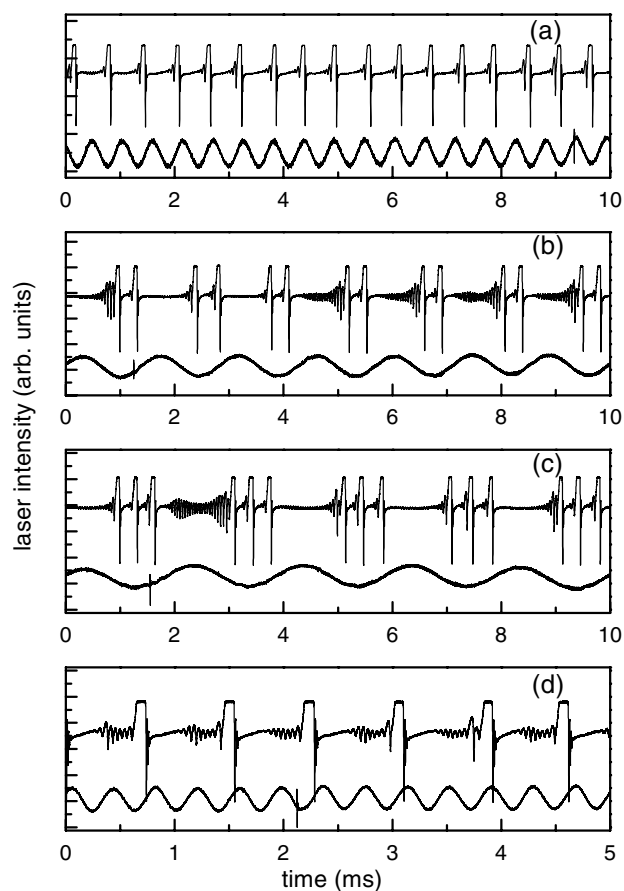 (a)
0 2 4 6 8 10
(b)
0 2 4 6 8 10
(c)
0 2 4 6 8 10
(d)
0 1 2 3 4 5
time (ms)
laser intensity (arb. units)